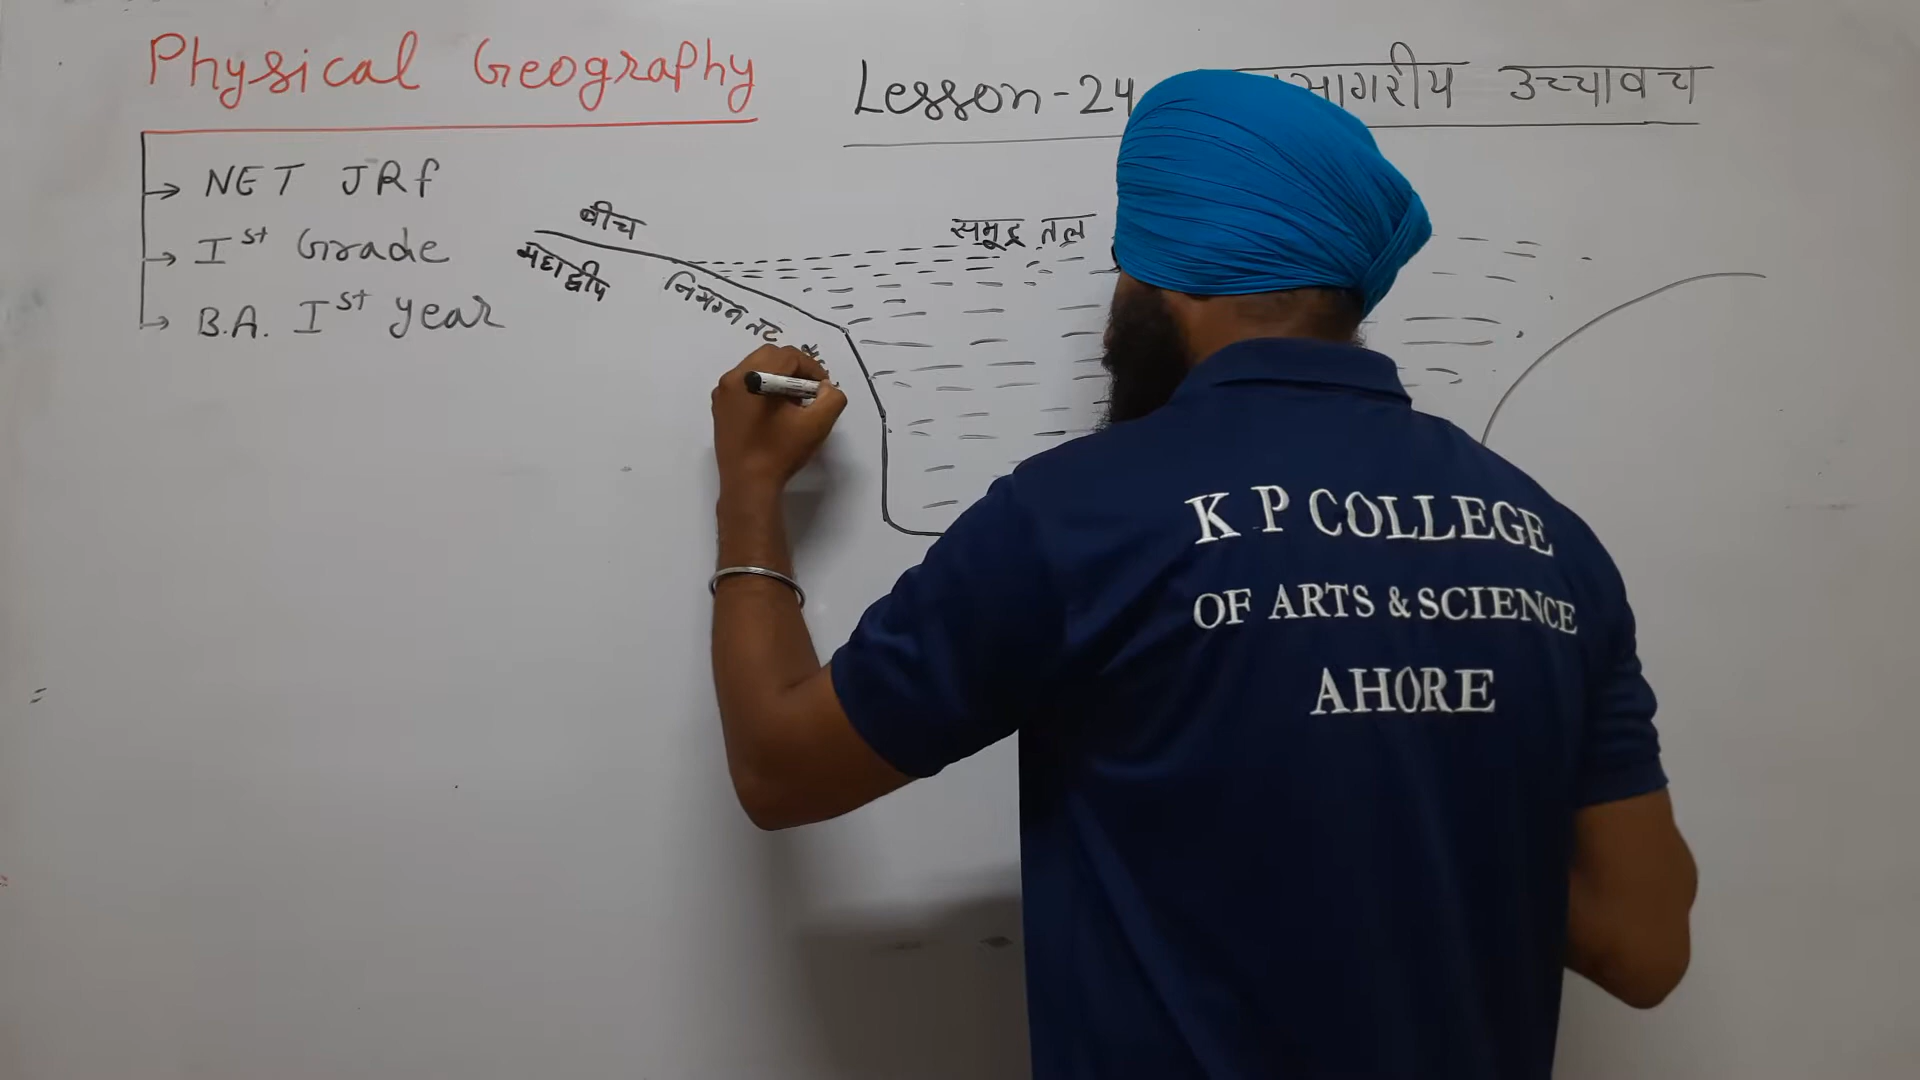 Physical Geography
Lesson-24 सागरीय उच्चावच
NET JRf
Ist Grade
B.A. Ist year
बीच
महाद्वीप
निमग्न तट
समुद्र तल
K P COLLEGE
OF ARTS & SCIENCE
AHORE